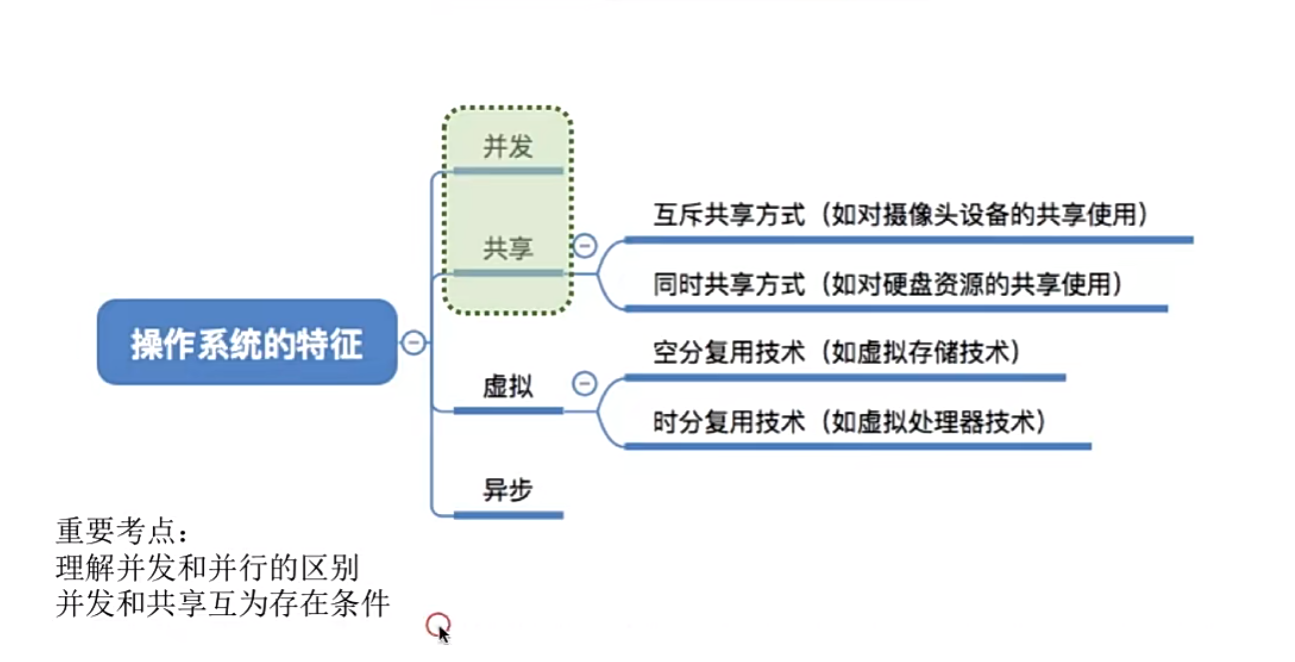 并发
共享
互斥共享方式（如对摄像头设备的共享使用）
同时共享方式（如对硬盘资源的共享使用）
操作系统的特征
虚拟
空分复用技术（如虚拟存储技术）
时分复用技术（如虚拟处理器技术）
异步
重要考点：
理解并发和并行的区别
并发和共享互为存在条件